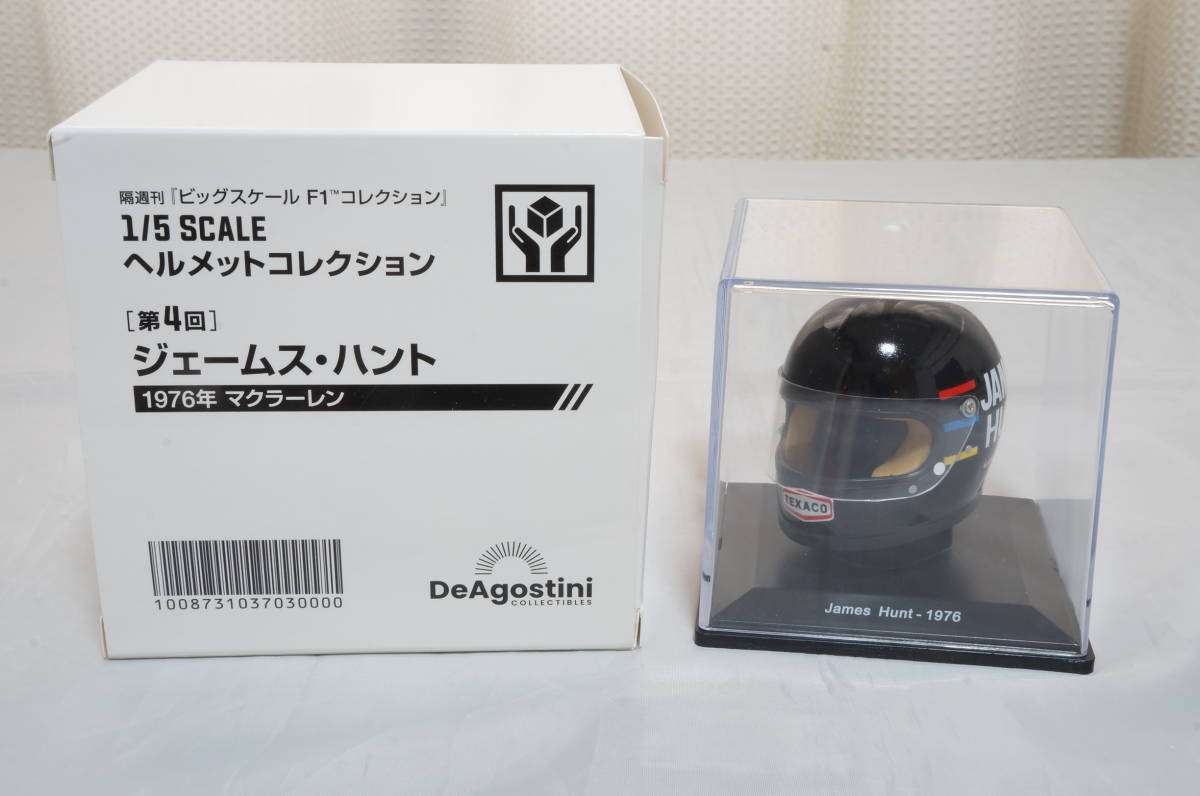 隔週刊『ビッグスケール F1™コレクション』
1/5 SCALE
ヘルメットコレクション
[第4回]
ジェームス・ハント
1976年 マクラーレン
1008731037030000
DeAgostini
COLLECTIBLES
TEXACO
James Hunt - 1976